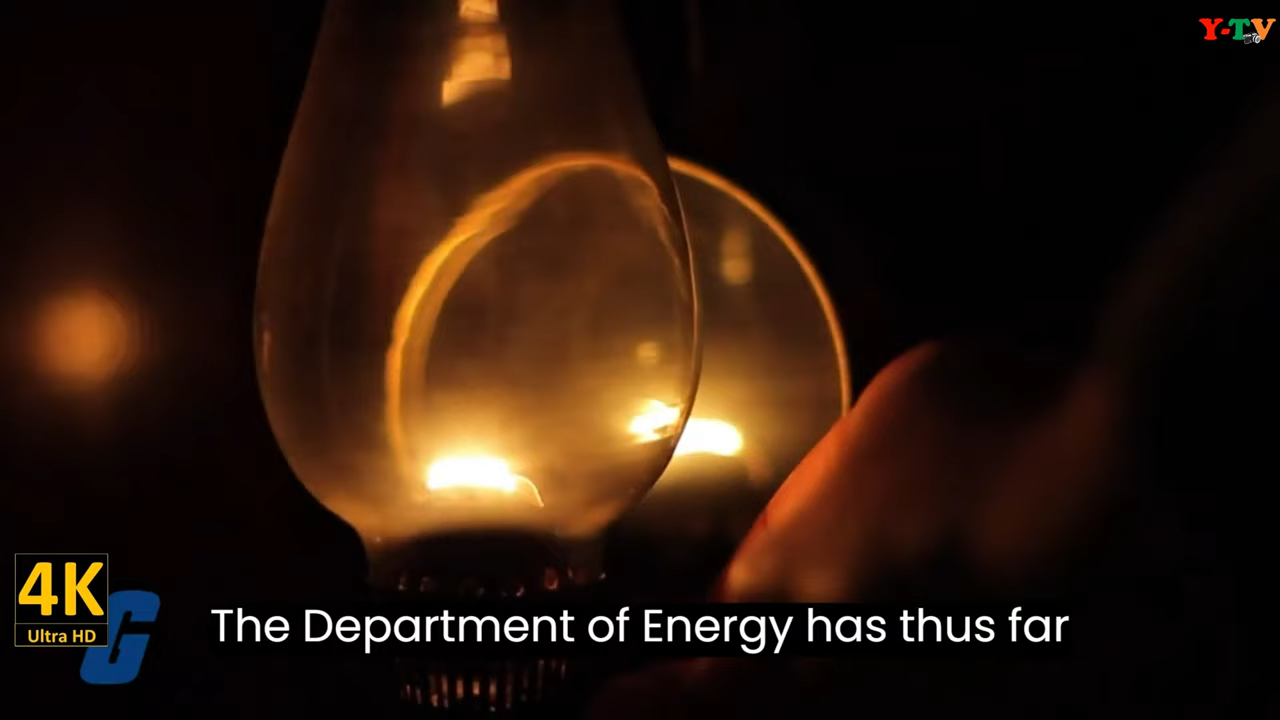 Y-TV
4K
Ultra HD
G
The Department of Energy has thus far